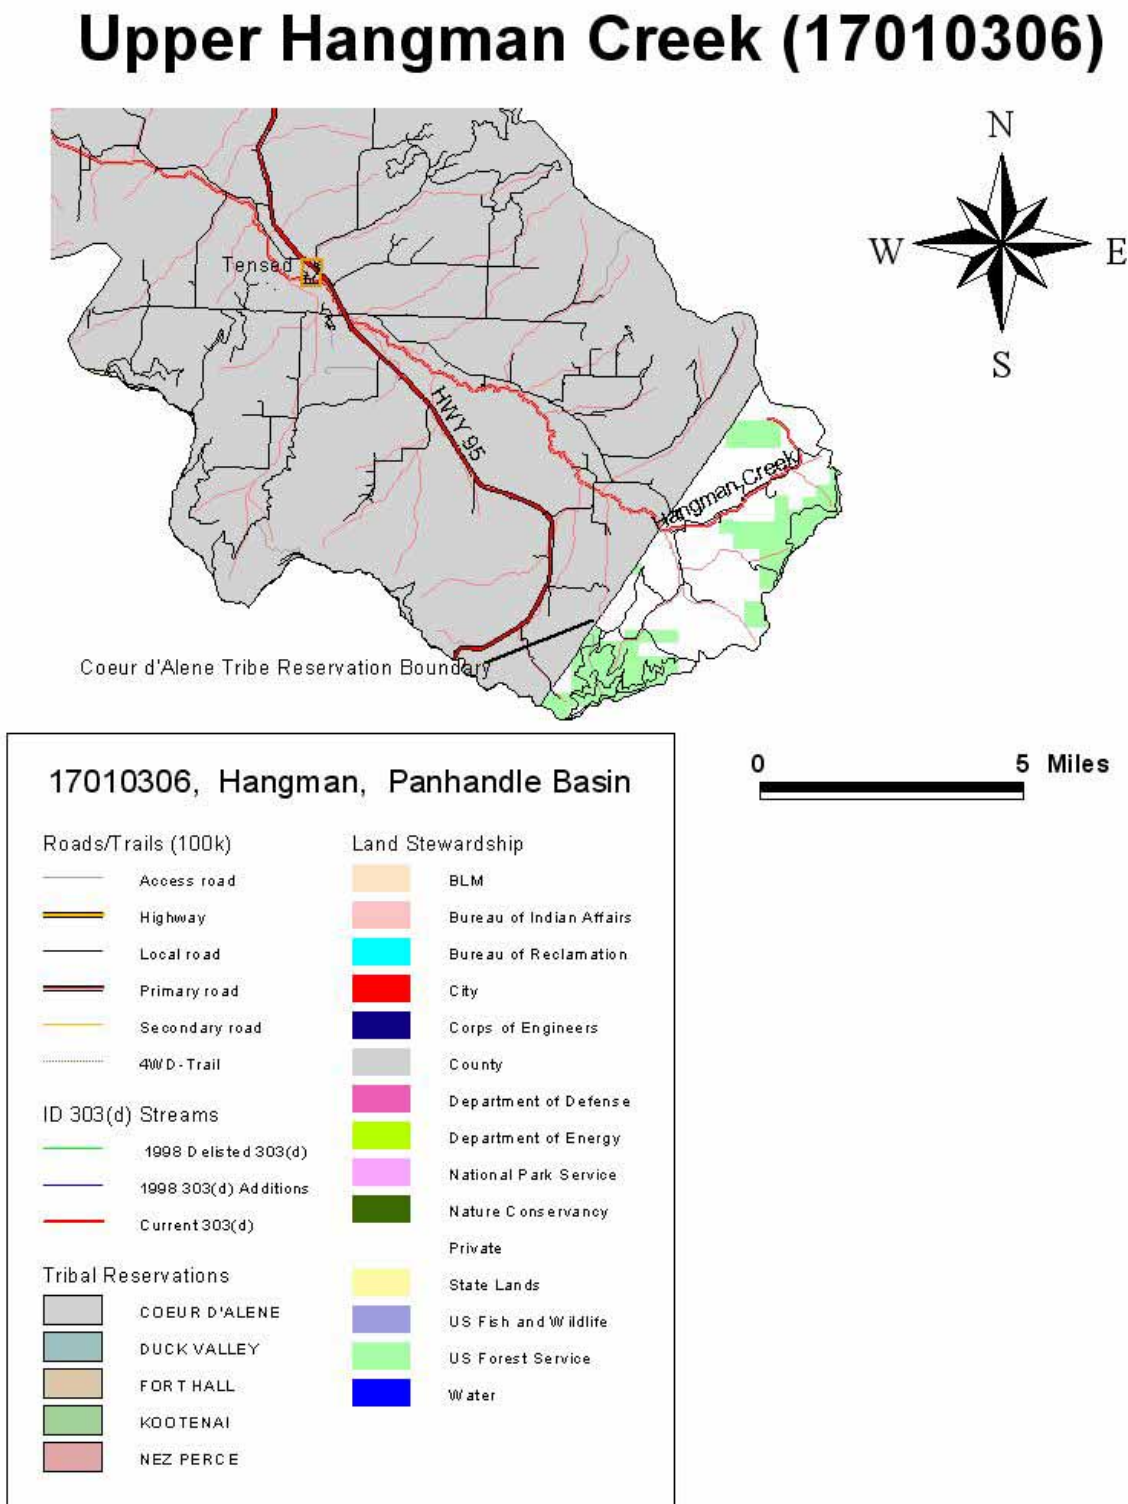 Upper Hangman Creek (17010306)
N
W
E
S
Tensed
HWY 95
Hangman Creek
Coeur d'Alene Tribe Reservation Boundary
0 5 Miles
17010306, Hangman, Panhandle Basin
Roads/Trails (100k)
Access road
Highway
Local road
Primary road
Secondary road
4WD-Trail
ID 303(d) Streams
1998 Delisted 303(d)
1998 303(d) Additions
Current 303(d)
Tribal Reservations
COEUR D'ALENE
DUCK VALLEY
FORT HALL
KOOTENAI
NEZ PERCE
Land Stewardship
BLM
Bureau of Indian Affairs
Bureau of Reclamation
City
Corps of Engineers
County
Department of Defense
Department of Energy
National Park Service
Nature Conservancy
Private
State Lands
US Fish and Wildlife
US Forest Service
Water